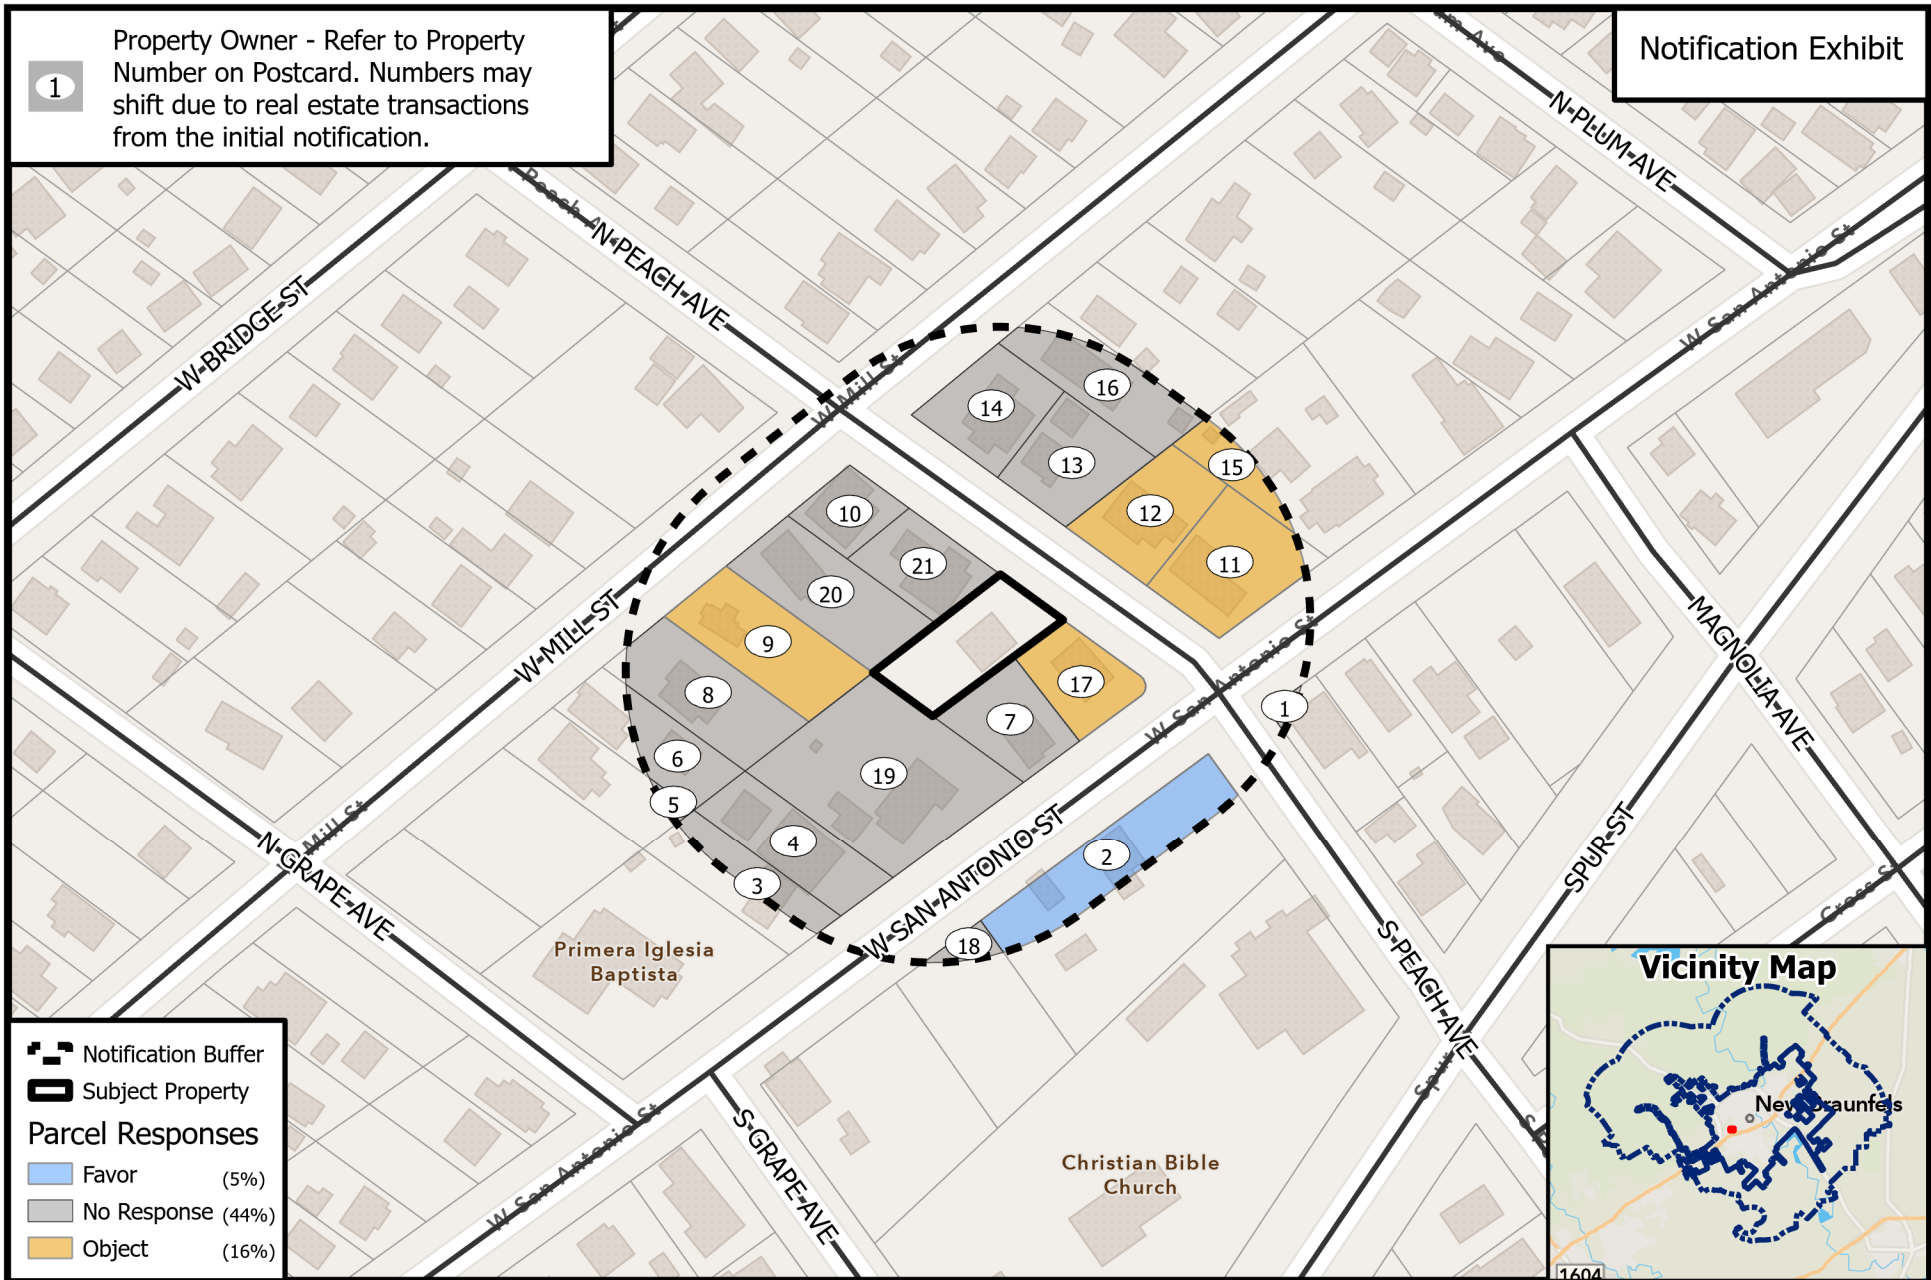 1
Property Owner - Refer to Property
Number on Postcard. Numbers may
shift due to real estate transactions
from the initial notification.
Notification Exhibit
N-PLUM-AVE
Peach
N-PEACH-AVE
W-BRIDGE-ST
W San Antonio St
W Mill St
16
14
13
15
12
11
10
21
20
9
8
17
7
1
6
19
5
4
3
2
18
W-MILL-ST
W San Antonio St
MAGNOLIA-AVE
Mill St
N-GRAPE-AVE
W-SAN-ANTONIO-ST
SPUR-ST
Cross S
S-PEACH-AVE
Spur
Primera Iglesia
Baptista
Christian Bible
Church
W San Antonio St
S-GRAPE-AVE
Notification Buffer
Subject Property
Parcel Responses
Favor (5%)
No Response (44%)
Object (16%)
Vicinity Map
New Braunfels
1604